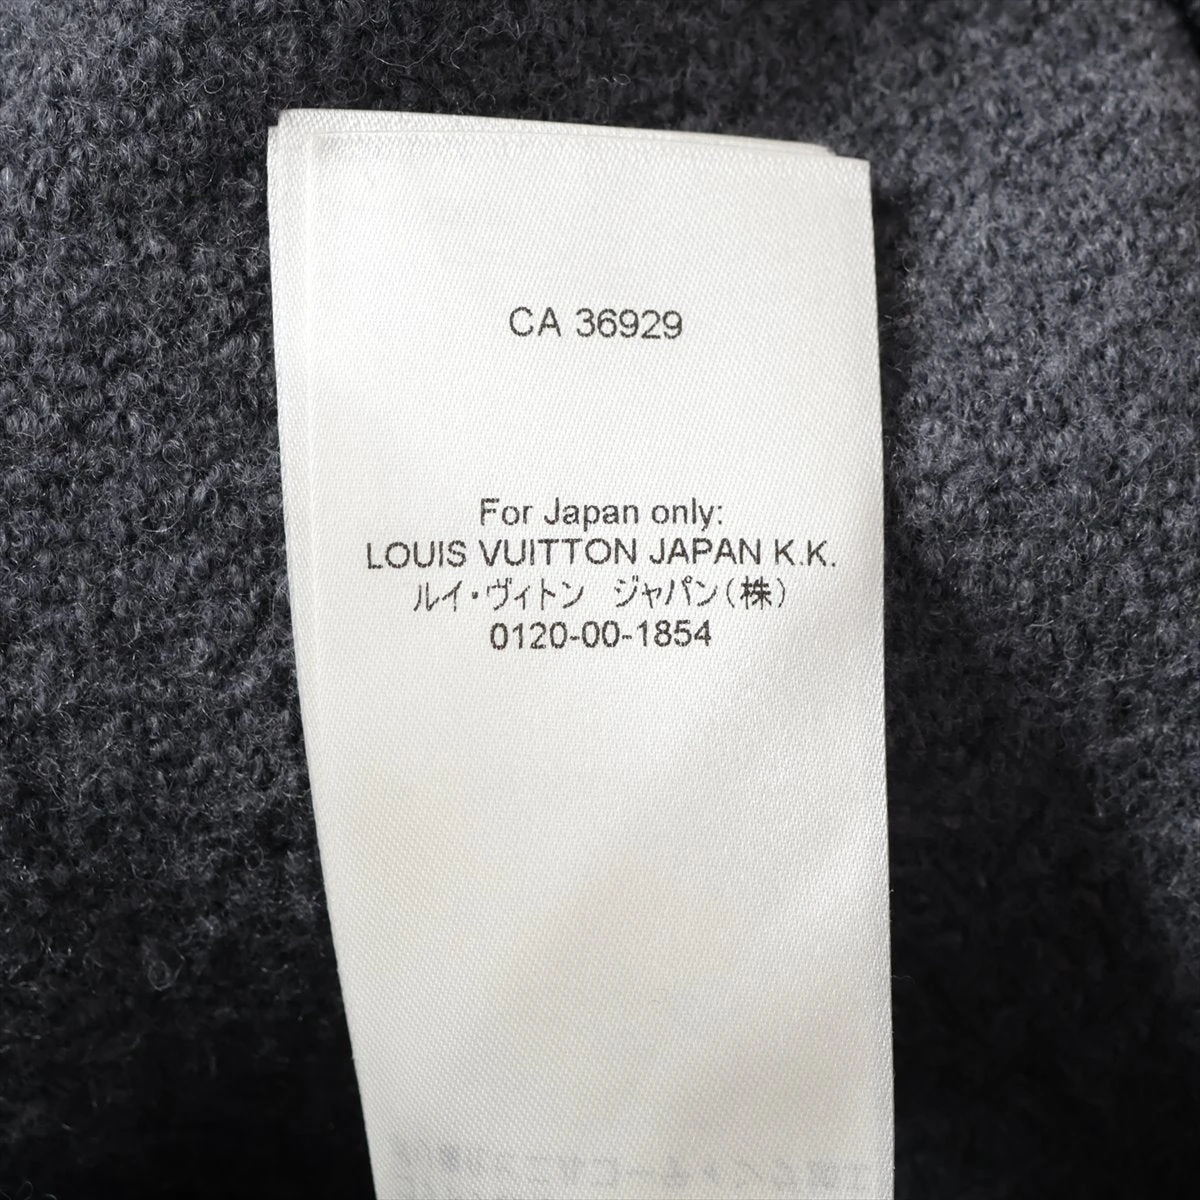 CA 36929
For Japan only:
LOUIS VUITTON JAPAN K.K.
ルイ・ヴィトン　ジャパン(株)
0120-00-1854